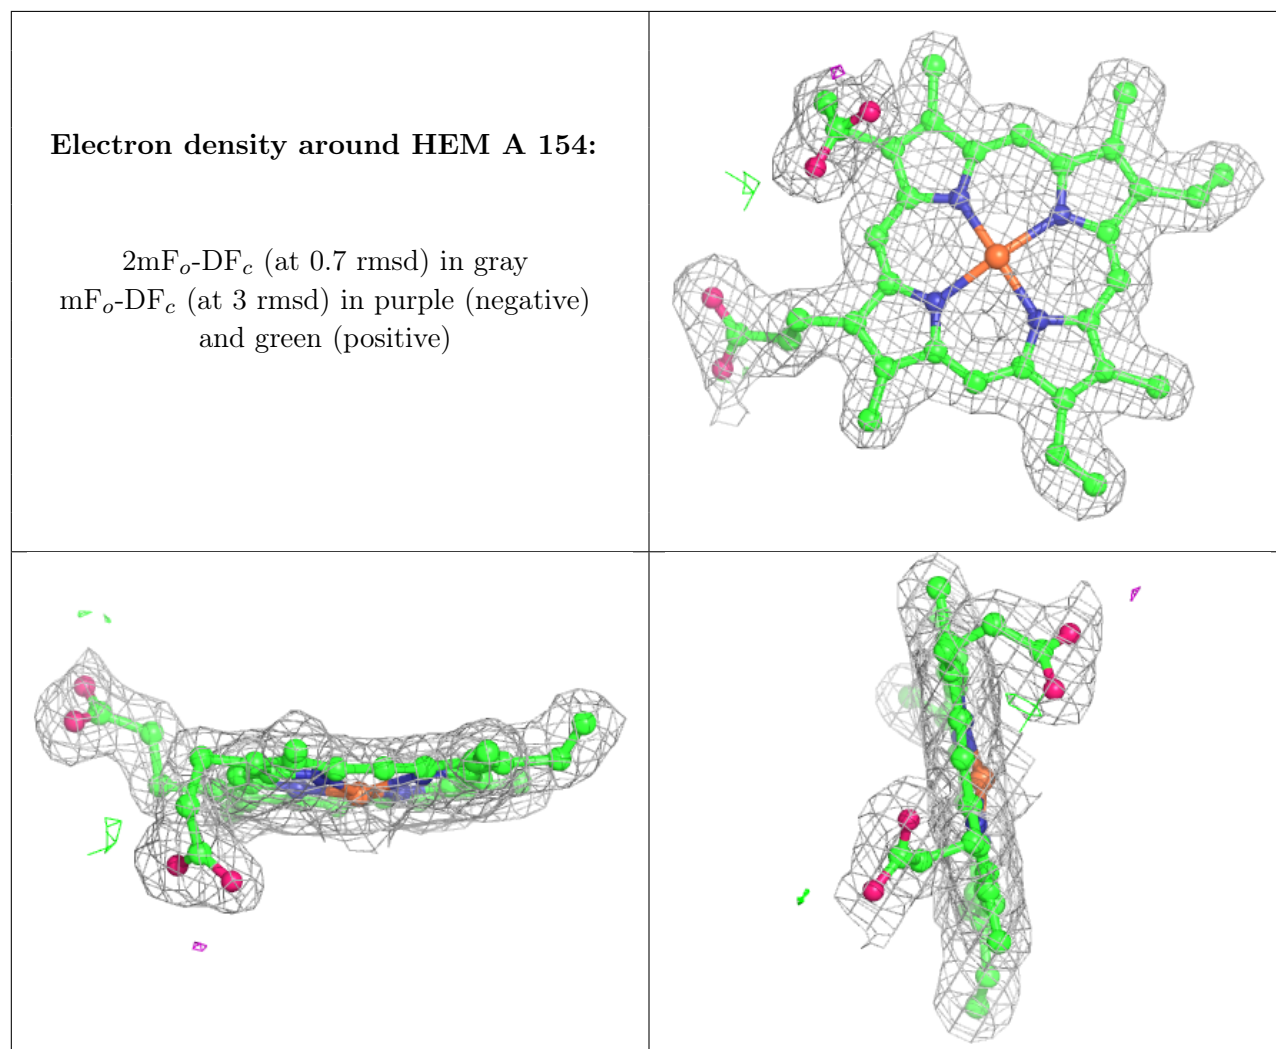 Electron density around HEM A 154:
2mFo-DFc (at 0.7 rmsd) in gray
mFo-DFc (at 3 rmsd) in purple (negative)
and green (positive)